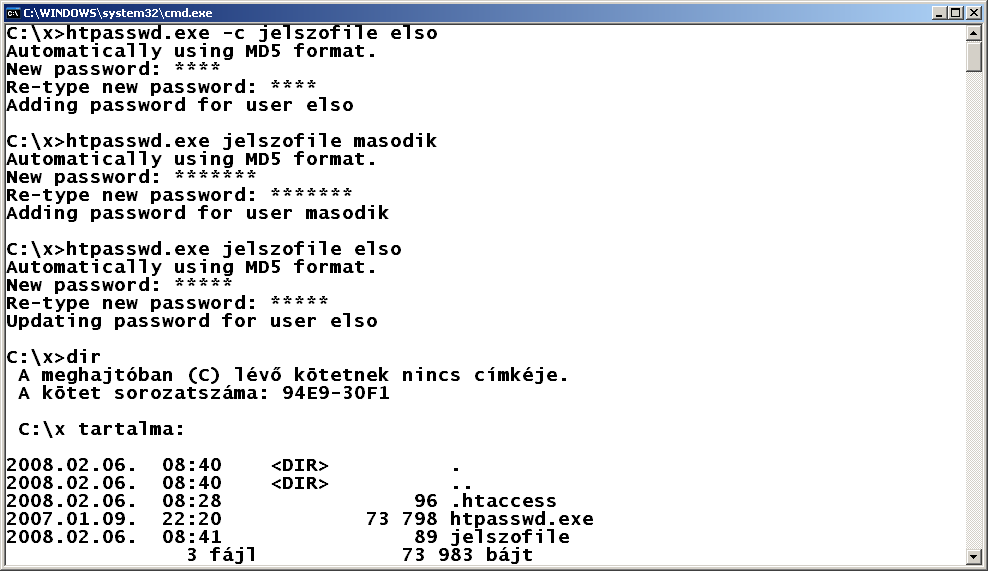 C:\WINDOWS\system32\cmd.exe
C:\x>htpasswd.exe -c jelszofile elso
Automatically using MD5 format.
New password: ****
Re-type new password: ****
Adding password for user elso
C:\x>htpasswd.exe jelszofile masodik
Automatically using MD5 format.
New password: *******
Re-type new password: *******
Adding password for user masodik
C:\x>htpasswd.exe jelszofile elso
Automatically using MD5 format.
New password: *****
Re-type new password: *****
Updating password for user elso
C:\x>dir
 A meghajtóban (C) lévő kötetnek nincs címkéje.
 A kötet sorozatszáma: 94E9-30F1
 C:\x tartalma:
2008.02.06.  08:40    <DIR>          .
2008.02.06.  08:40    <DIR>          ..
2008.02.06.  08:28                96 .htaccess
2007.01.09.  22:20            73 798 htpasswd.exe
2008.02.06.  08:41                89 jelszofile
               3 fájl            73 983 bájt